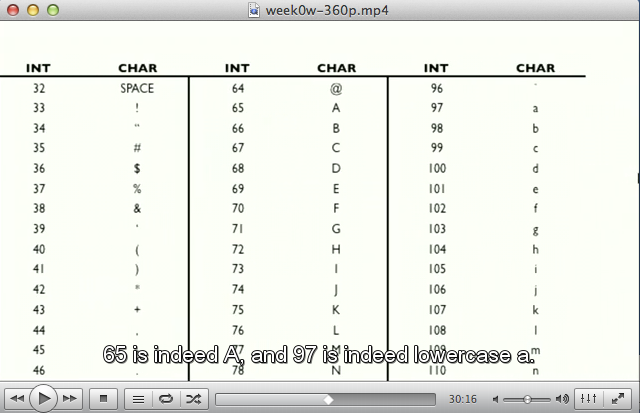 week0w-360p.mp4
INT CHAR INT CHAR INT CHAR
32 SPACE 64 @ 96 `
33 ! 65 A 97 a
34 " 66 B 98 b
35 # 67 C 99 c
36 $ 68 D 100 d
37 % 69 E 101 e
38 & 70 F 102 f
39 ' 71 G 103 g
40 ( 72 H 104 h
41 ) 73 I 105 i
42 * 74 J 106 j
43 + 75 K 107 k
44 , 76 L 108 l
45 77 M 109 m
65 is indeed A, and 97 is indeed lowercase a.
46 . 78 N 110 n
30:16